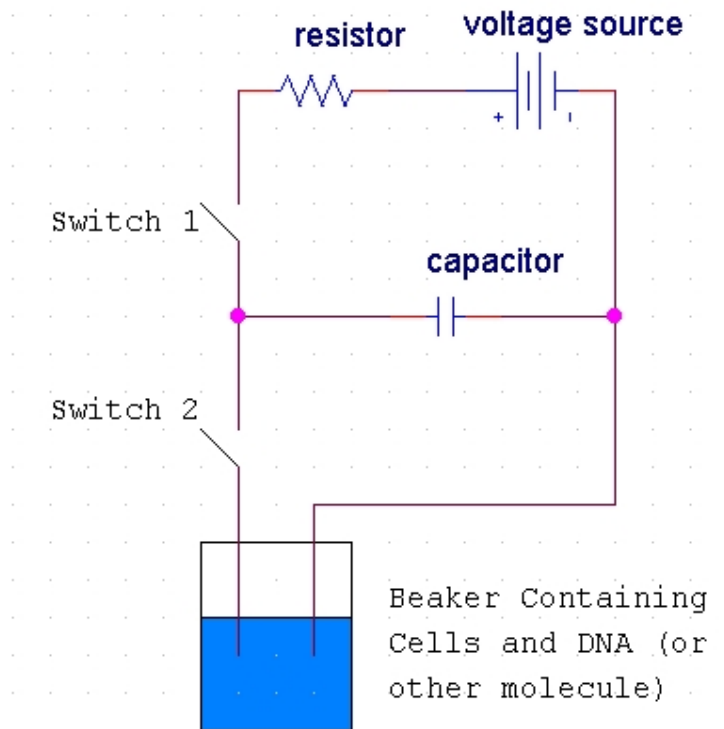 resistor
voltage source
+
-
Switch 1
capacitor
Switch 2
Beaker Containing
Cells and DNA (or
other molecule)